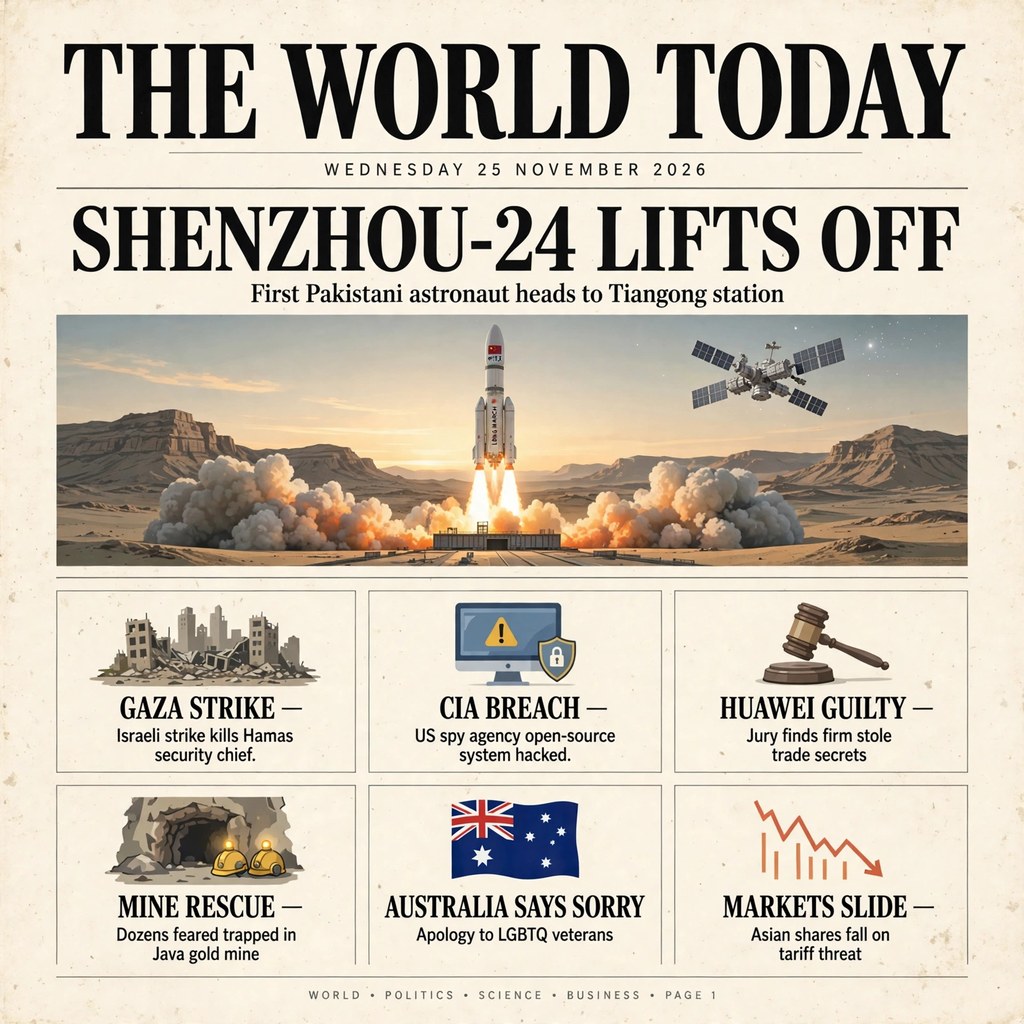 THE WORLD TODAY
WEDNESDAY 25 NOVEMBER 2026
SHENZHOU-24 LIFTS OFF
First Pakistani astronaut heads to Tiangong station
LONG MARCH
GAZA STRIKE —
Israeli strike kills Hamas
security chief.
CIA BREACH —
US spy agency open-source
system hacked.
HUAWEI GUILTY —
Jury finds firm stole
trade secrets
MINE RESCUE —
Dozens feared trapped in
Java gold mine
AUSTRALIA SAYS SORRY
Apology to LGBTQ veterans
MARKETS SLIDE —
Asian shares fall on
tariff threat
WORLD • POLITICS • SCIENCE • BUSINESS • PAGE 1